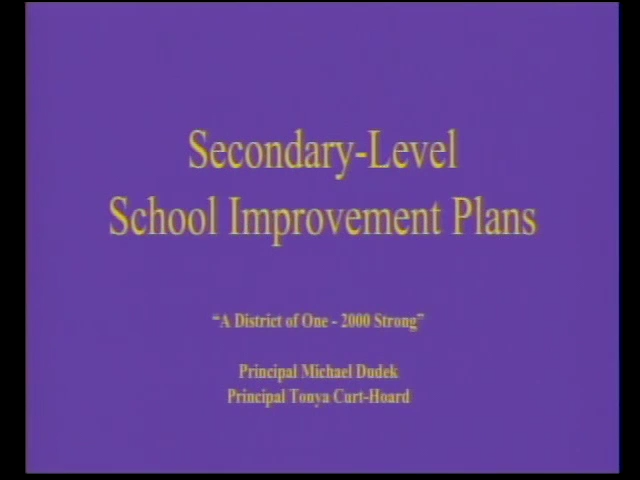 Secondary-Level
School Improvement Plans
“A District of One - 2000 Strong”
Principal Michael Dudek
Principal Tonya Curt-Hoard